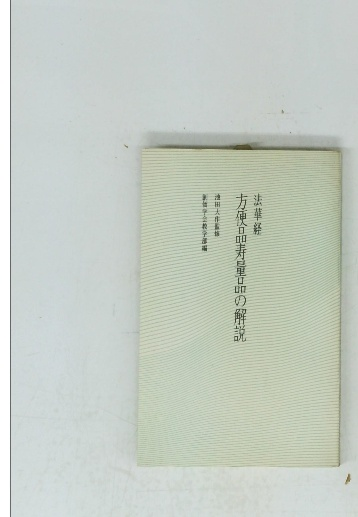 法華経
方便品寿量品の解説
池田大作監修
創価学会教学部編